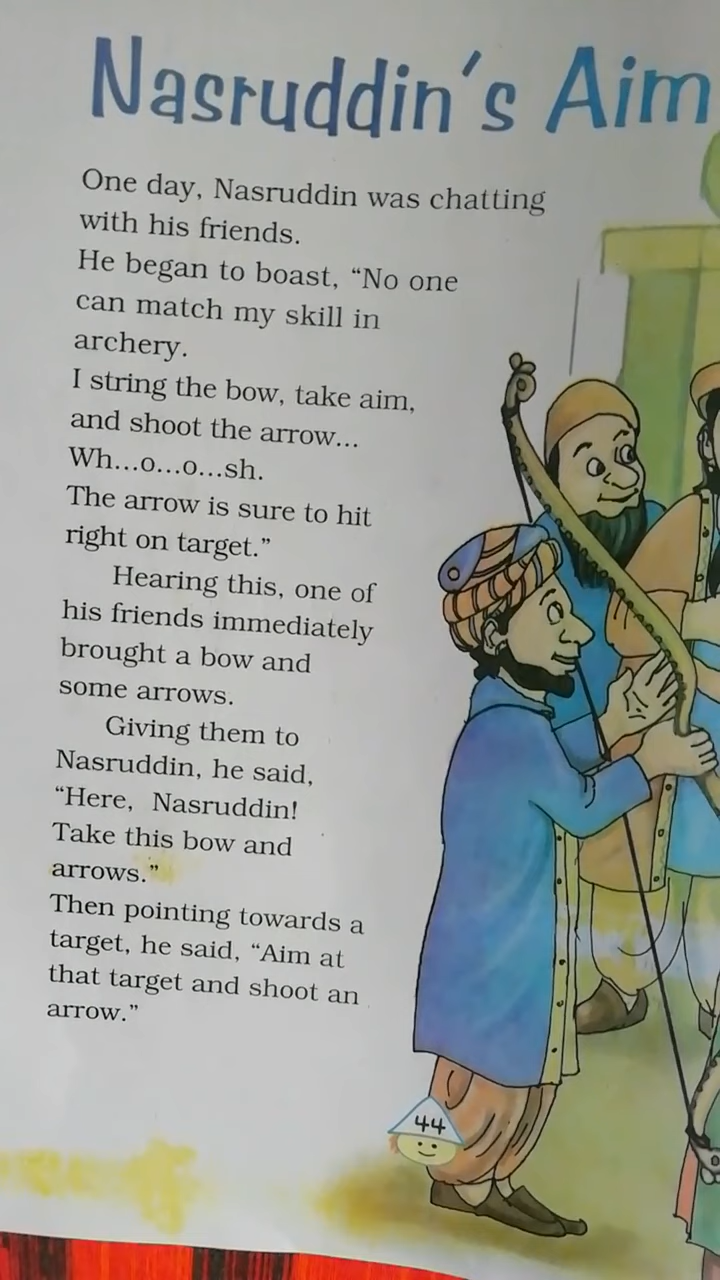 Nasruddin's Aim
One day, Nasruddin was chatting
with his friends.
He began to boast, “No one
can match my skill in
archery.
I string the bow, take aim,
and shoot the arrow...
Wh...o...o...sh.
The arrow is sure to hit
right on target.”
Hearing this, one of
his friends immediately
brought a bow and
some arrows.
Giving them to
Nasruddin, he said,
“Here, Nasruddin!
Take this bow and
arrows.”
Then pointing towards a
target, he said, “Aim at
that target and shoot an
arrow.”
44